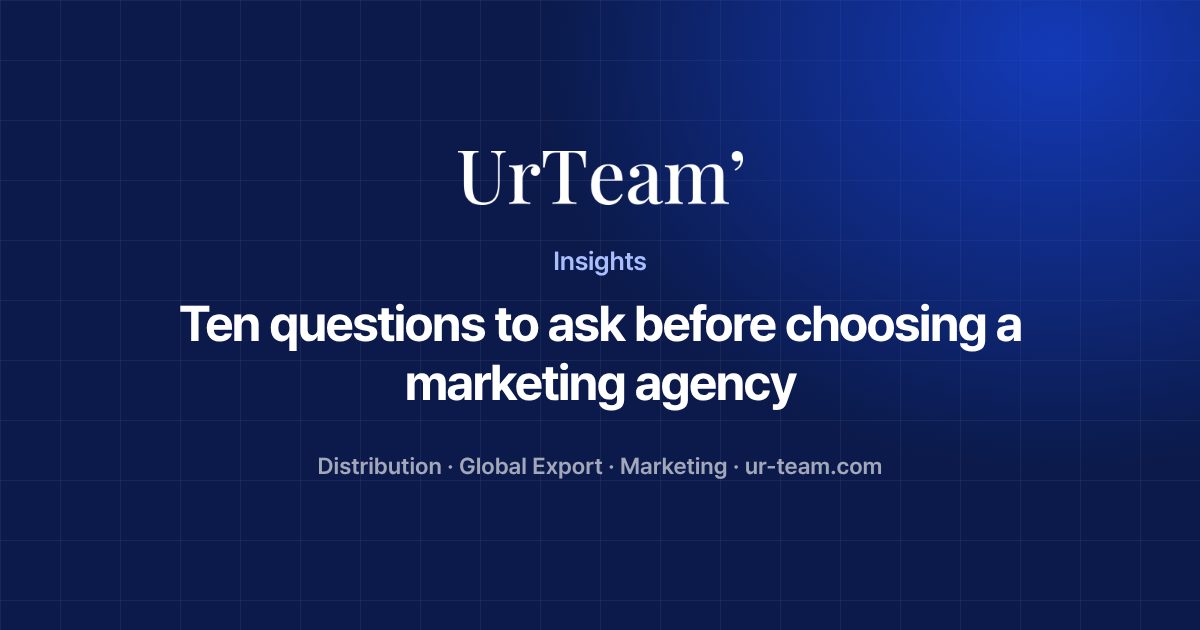 UrTeam’
Insights
Ten questions to ask before choosing a
marketing agency
Distribution · Global Export · Marketing · ur-team.com